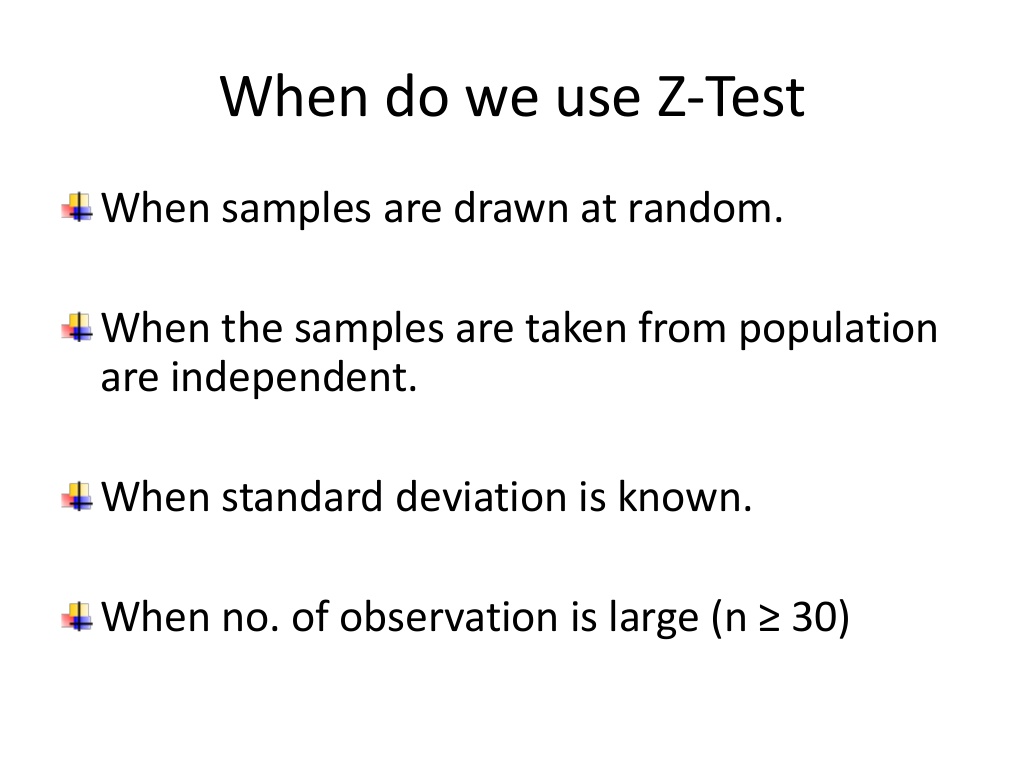 When do we use Z-Test
When samples are drawn at random.
When the samples are taken from population
are independent.
When standard deviation is known.
When no. of observation is large (n ≥ 30)